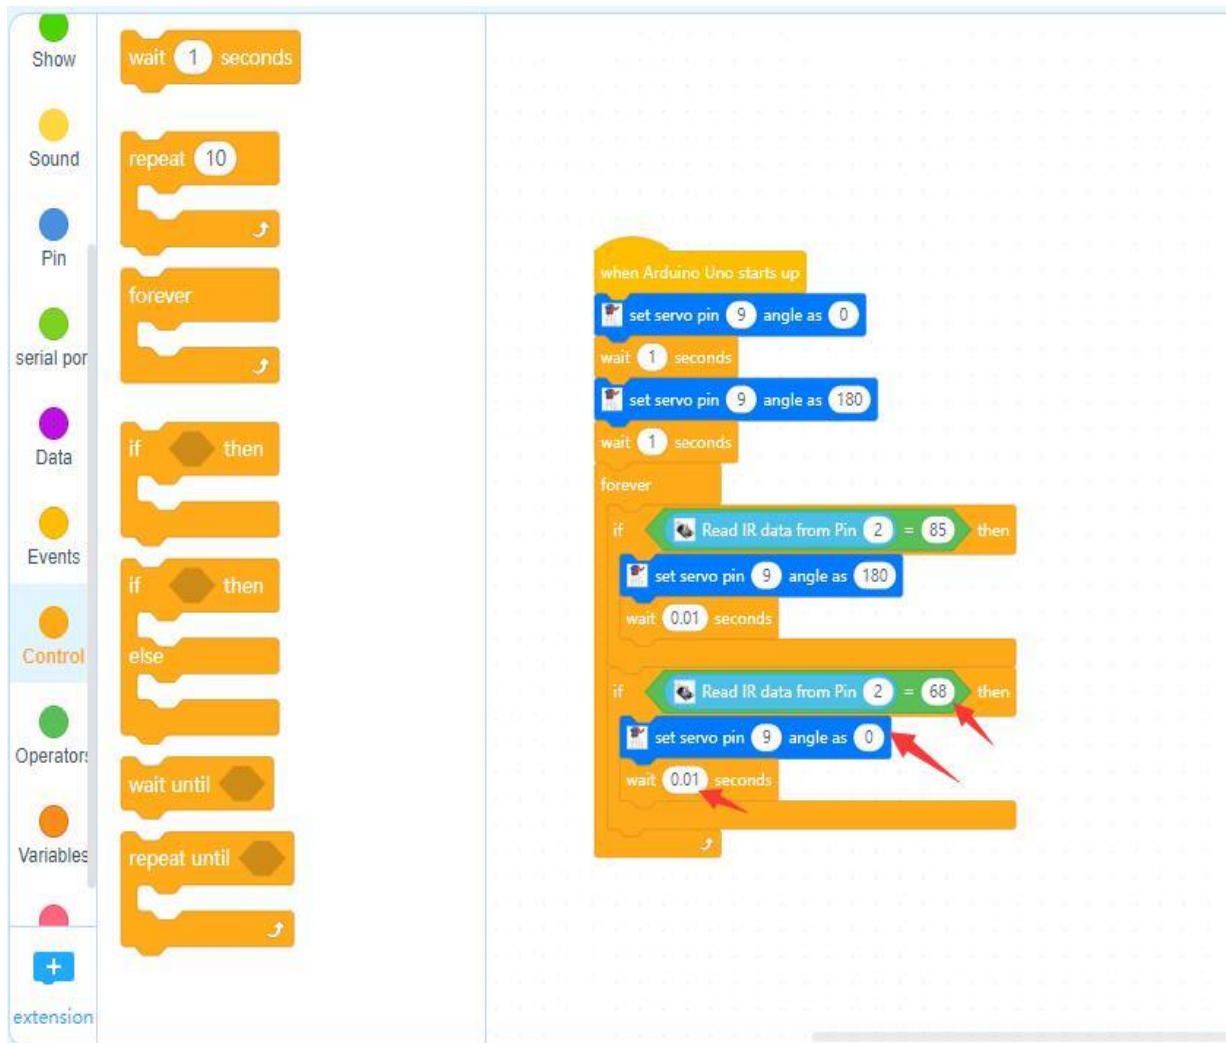 Show
Sound
Pin
serial por
Data
Events
Control
Operators
Variables
extension
wait 1 seconds
repeat 10
forever
if then
if then
else
wait until
repeat until
when Arduino Uno starts up
set servo pin 9 angle as 0
wait 1 seconds
set servo pin 9 angle as 180
wait 1 seconds
forever
if Read IR data from Pin 2 = 85 then
set servo pin 9 angle as 180
wait 0.01 seconds
if Read IR data from Pin 2 = 68 then
set servo pin 9 angle as 0
wait 0.01 seconds